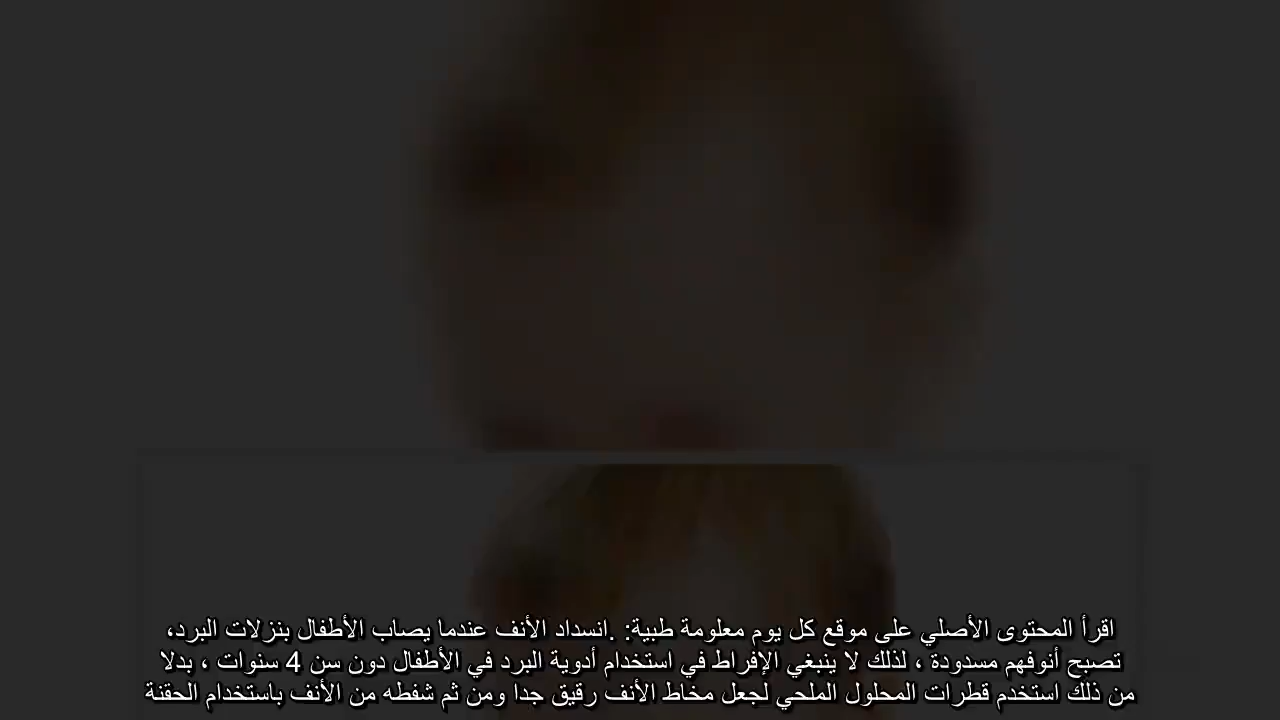 اقرأ المحتوى الأصلي على موقع كل يوم معلومة طبية: .انسداد الأنف عندما يصاب الأطفال بنزلات البرد،
تصبح أنوفهم مسدودة ، لذلك لا ينبغي الإفراط في استخدام أدوية البرد في الأطفال دون سن 4 سنوات ، بدلا
من ذلك استخدم قطرات المحلول الملحي لجعل مخاط الأنف رقيق جدا ومن ثم شفطه من الأنف باستخدام الحقنة